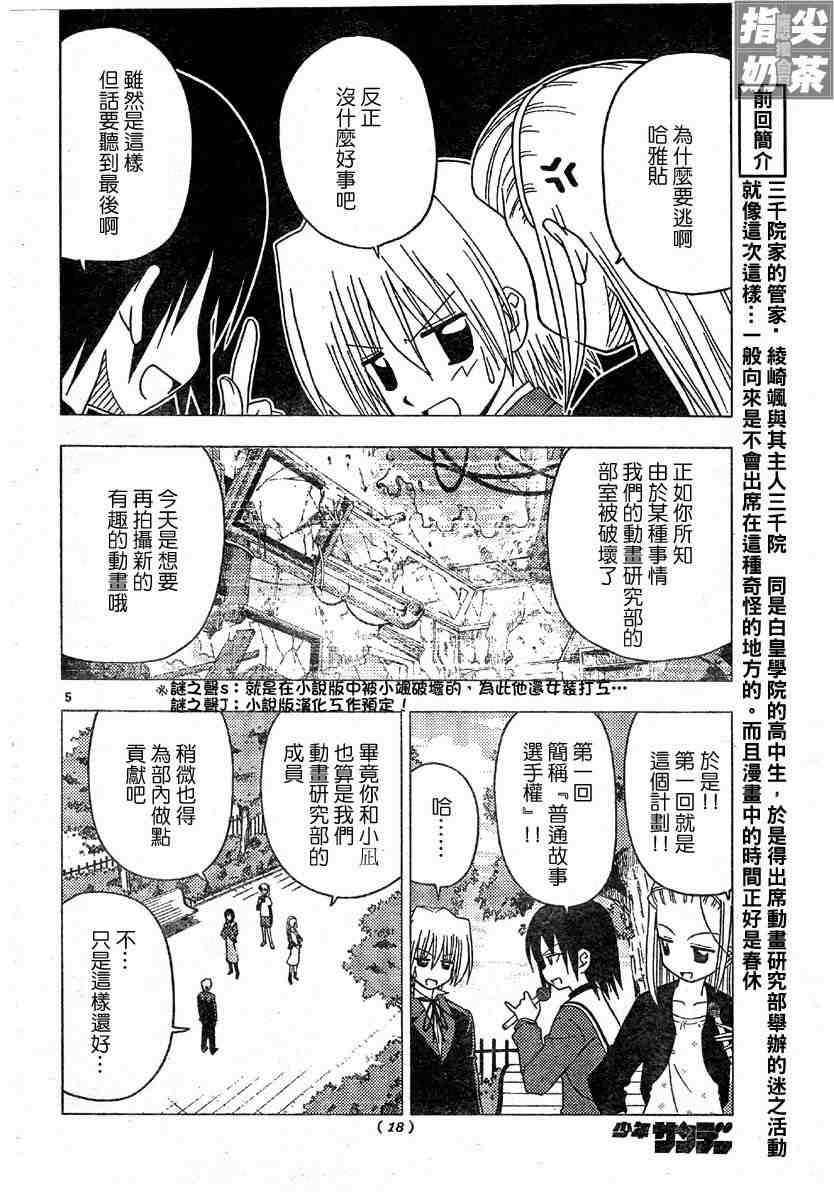 指尖
奶茶
漢化組
前回簡介
三千院家的管家・綾崎颯與其主人三千院　同是白皇學院的高中生，於是得出席動畫研究部舉辦的迷之活動
就像這次這樣…一般向來是不會出席在這種奇怪的地方的。而且漫畫中的時間正好是春休
為什麼要逃啊
哈雅貼
反正
沒什麼好事吧
雖然是這樣
但話要聽到最後啊
正如你所知
由於某種事情
我們的動畫研究部的
部室被破壞了
今天是想要
再拍攝新的
有趣的動畫哦
※謎之聲s：就是在小說版中被小颯破壞的，為此他還女裝打工…
謎之聲J：小說版漢化工作預定！
5
於是!!
第一回就是
這個計劃!!
第一回
簡稱『普通故事
選手權』!!
哈……
畢竟你和小凪
也算是我們
動畫研究部的
成員
稍微也得
為部內做點
貢獻吧
不…
只是這樣還好…
(18)
少年サンデー